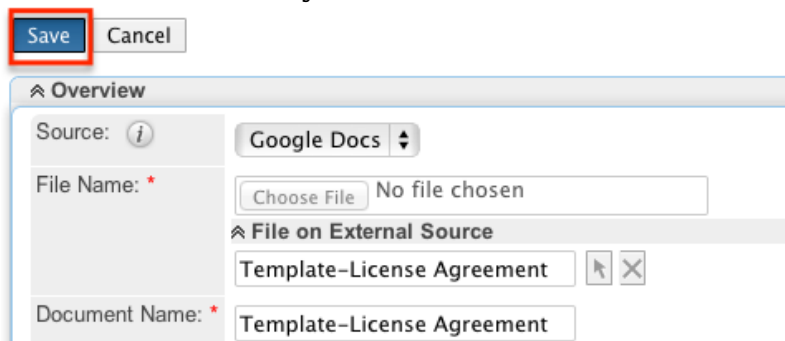 Save Cancel
Overview
Source: i Google Docs
File Name: * Choose File No file chosen
File on External Source
Template-License Agreement
Document Name: * Template-License Agreement